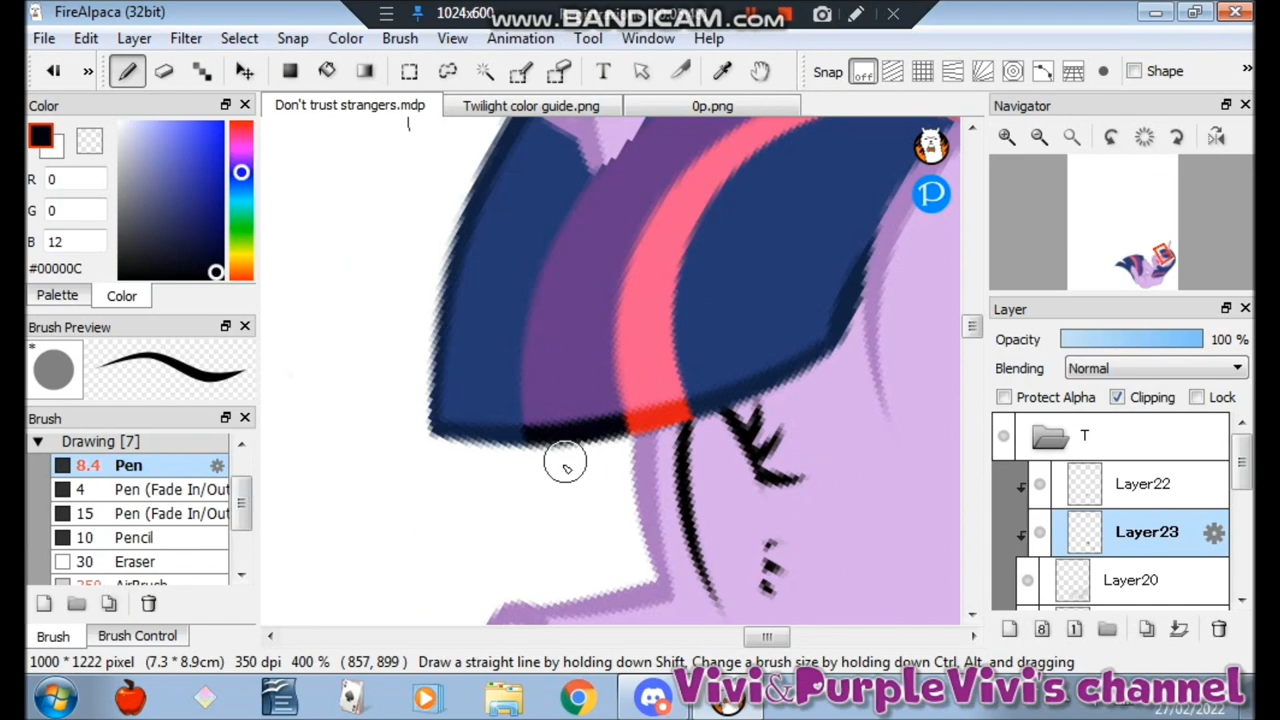 FireAlpaca (32bit)
1024x600
www.BANDICAM.com
File Edit Layer Filter Select Snap Color Brush View Animation Tool Window Help
Snap off Shape
Color
Don't trust strangers.mdp
Twilight color guide.png
0p.png
Navigator
R 0
G 0
B 12
#00000C
Palette Color
Brush Preview
Brush
Drawing [7]
8.4 Pen
4 Pen (Fade In/Out
15 Pen (Fade In/Out
10 Pencil
30 Eraser
250 AirBrush
Brush Brush Control
P
Layer
Opacity 100 %
Blending Normal
Protect Alpha Clipping Lock
T
Layer22
Layer23
Layer20
8 1
1000 * 1222 pixel (7.3 * 8.9cm) 350 dpi 400 % ( 857, 899 ) Draw a straight line by holding down Shift, Change a brush size by holding down Ctrl, Alt, and dragging
Vivi&PurpleVivi's channel
27/02/2022